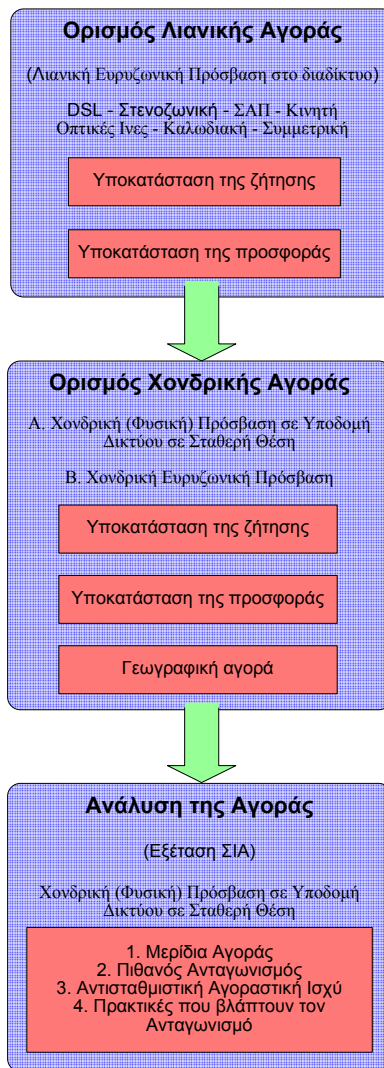 Ορισμός Λιανικής Αγοράς
(Λιανική Ευρυζωνική Πρόσβαση στο διαδίκτυο)
DSL - Στενοζωνική - ΣΑΠ - Κινητή
Οπτικές Ινες - Καλωδιακή - Συμμετρική
Υποκατάσταση της ζήτησης
Υποκατάσταση της προσφοράς
Ορισμός Χονδρικής Αγοράς
Α. Χονδρική (Φυσική) Πρόσβαση σε Υποδομή
Δικτύου σε Σταθερή Θέση
Β. Χονδρική Ευρυζωνική Πρόσβαση
Υποκατάσταση της ζήτησης
Υποκατάσταση της προσφοράς
Γεωγραφική αγορά
Ανάλυση της Αγοράς
(Εξέταση ΣΙΑ)
Χονδρική (Φυσική) Πρόσβαση σε Υποδομή
Δικτύου σε Σταθερή Θέση
1. Μερίδια Αγοράς
2. Πιθανός Ανταγωνισμός
3. Αντισταθμιστική Αγοραστική Ισχύ
4. Πρακτικές που βλάπτουν τον
Ανταγωνισμό